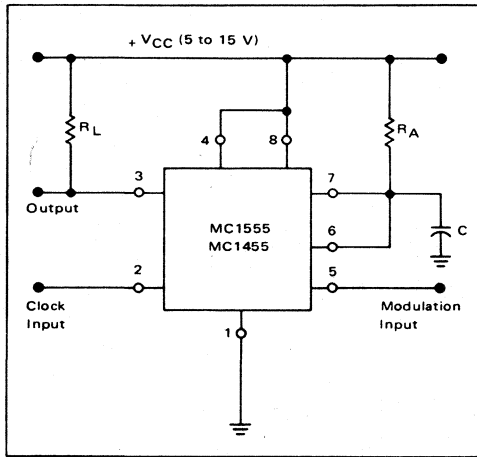 + VCC (5 to 15 V)
RL
4
8
RA
3
7
Output
MC1555
MC1455
6
C
2
5
Clock
Input
Modulation
Input
1